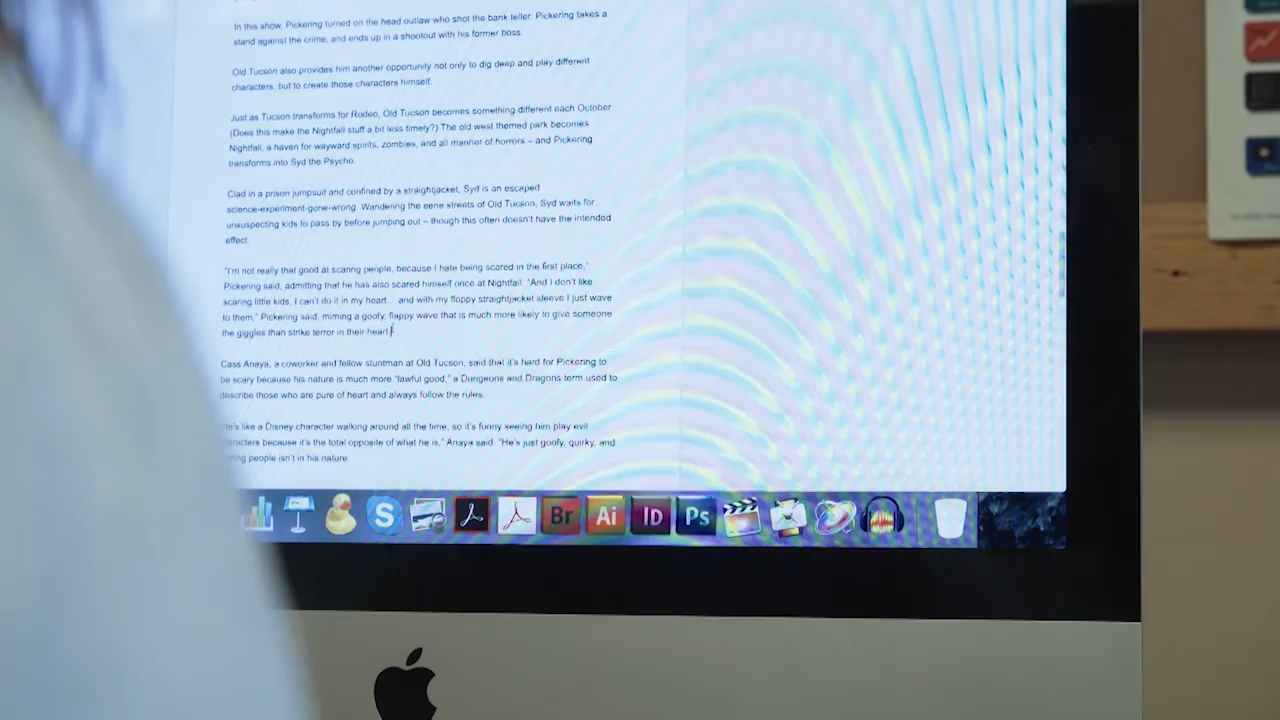 In this show, Pickering turned on the head outlaw who shot the bank teller. Pickering takes a
stand against the crime, and ends up in a shootout with his former boss.
Old Tucson also provides him another opportunity not only to dig deep and play different
characters, but to create those characters himself.
Just as Tucson transforms for Rodeo, Old Tucson becomes something different each October
(Does this make the Nightfall stuff a bit less timely?) The old west themed park becomes
Nightfall, a haven for wayward spirits, zombies, and all manner of horrors – and Pickering
transforms into Syd the Psycho.
Clad in a prison jumpsuit and confined by a straightjacket, Syd is an escaped
science-experiment-gone-wrong. Wandering the eerie streets of Old Tucson, Syd waits for
unsuspecting kids to pass by before jumping out – though this often doesn't have the intended
effect.
"I'm not really that good at scaring people, because I hate being scared in the first place,"
Pickering said, admitting that he has also scared himself once at Nightfall. "And I don't like
scaring little kids, I can't do it in my heart... and with my floppy straightjacket sleeve I just wave
to them," Pickering said, miming a goofy, flappy wave that is much more likely to give someone
the giggles than strike terror in their heart.
Cass Anaya, a coworker and fellow stuntman at Old Tucson, said that it's hard for Pickering to
be scary because his nature is much more "lawful good," a Dungeons and Dragons term used to
describe those who are pure of heart and always follow the rules.
He's like a Disney character walking around all the time, so it's funny seeing him play evil
because it's the total opposite of what he is," Anaya said. "He's just goofy, quirky, and
people isn't in his nature
S Br Ai ID Ps